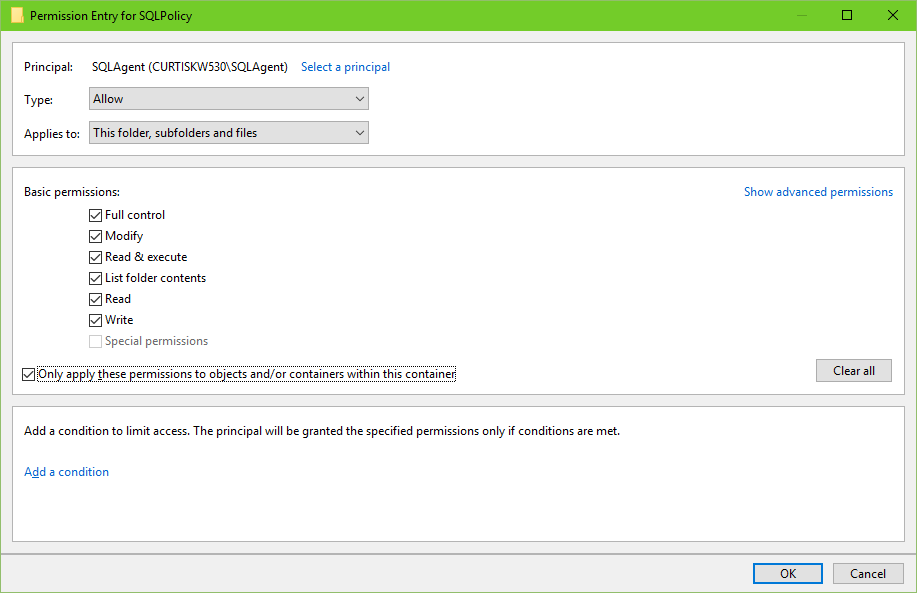 Permission Entry for SQLPolicy
Principal: SQLAgent (CURTISKW530\SQLAgent) Select a principal
Type: Allow
Applies to: This folder, subfolders and files
Basic permissions: Show advanced permissions
Full control
Modify
Read & execute
List folder contents
Read
Write
Special permissions
Only apply these permissions to objects and/or containers within this container
Clear all
Add a condition to limit access. The principal will be granted the specified permissions only if conditions are met.
Add a condition
OK Cancel